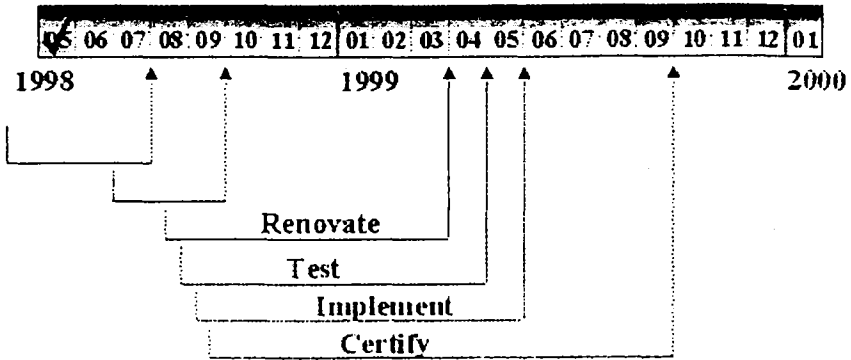 05 06 07 08 09 10 11 12 01 02 03 04 05 06 07 08 09 10 11 12 01
1998 1999 2000
Renovate
Test
Implement
Certify